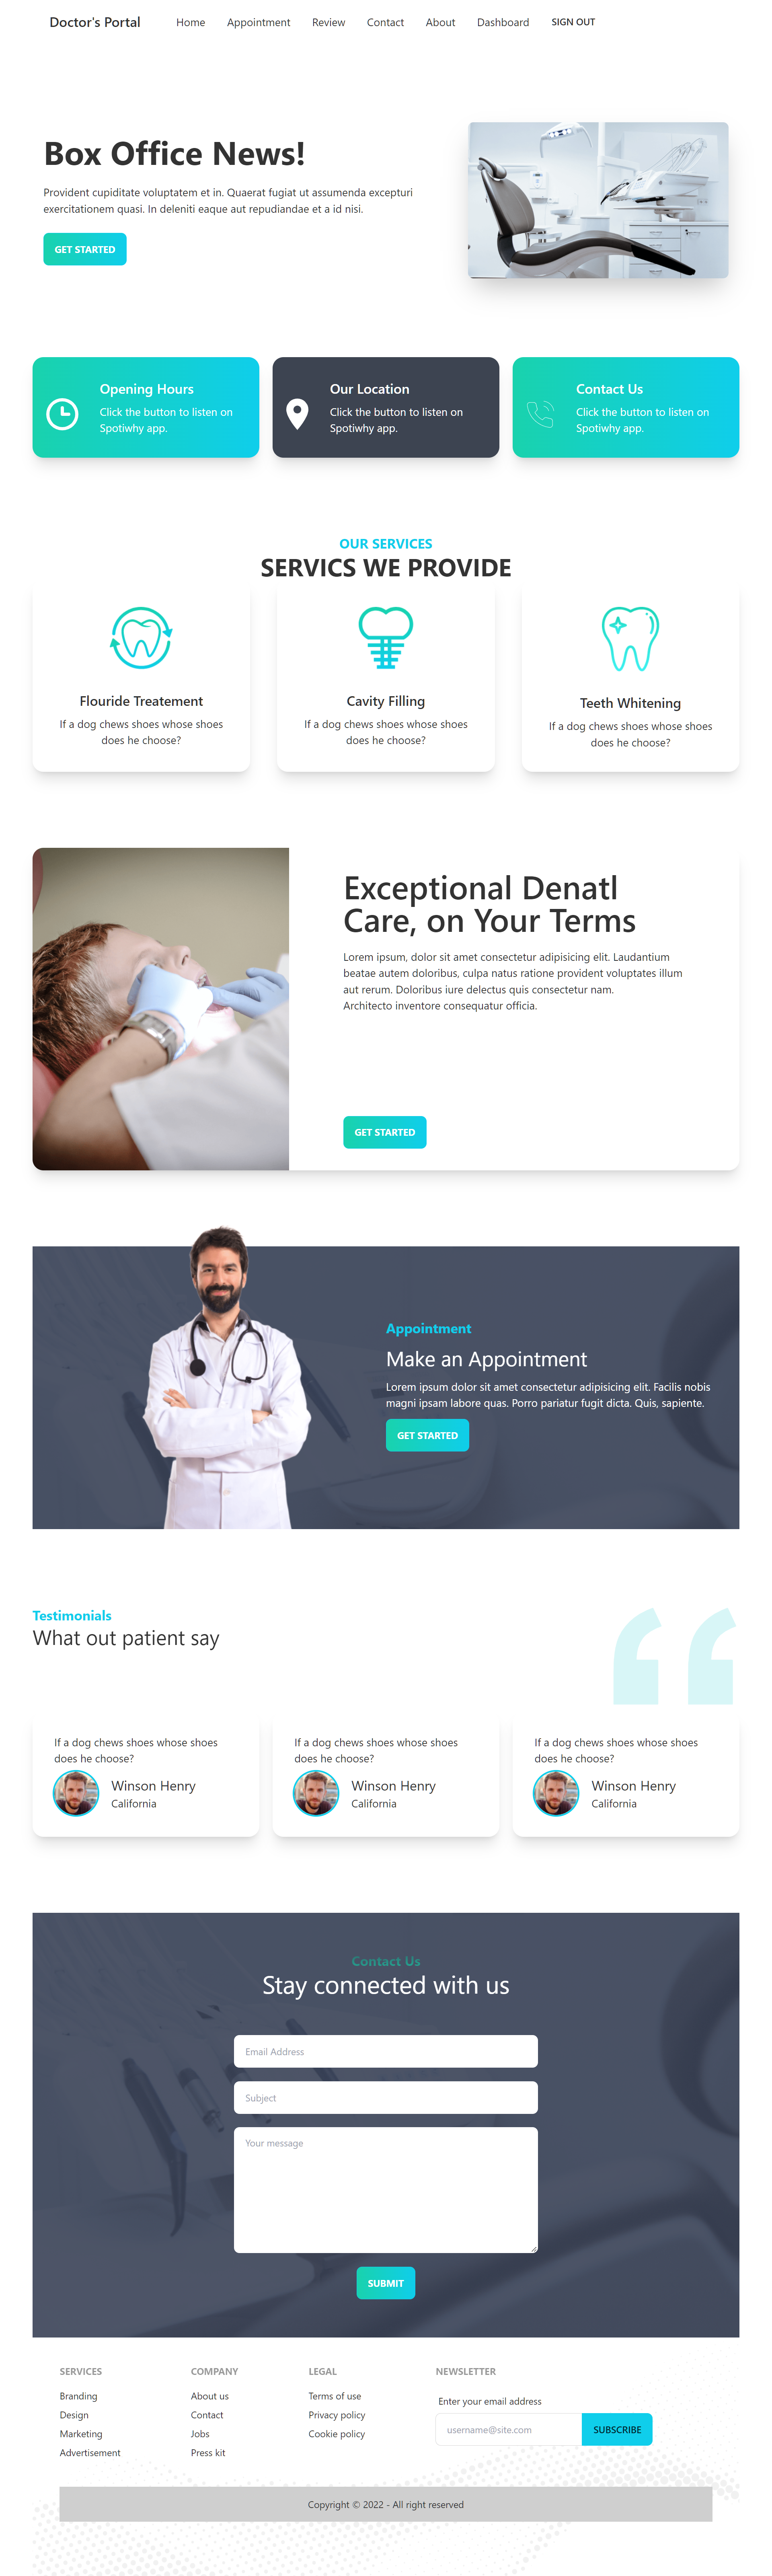 Doctor's Portal Home Appointment Review Contact About Dashboard SIGN OUT
Box Office News!
Provident cupiditate voluptatem et in. Quaerat fugiat ut assumenda excepturi
exercitationem quasi. In deleniti eaque aut repudiandae et a id nisi.
GET STARTED
Opening Hours
Click the button to listen on
Spotiwhy app.
Our Location
Click the button to listen on
Spotiwhy app.
Contact Us
Click the button to listen on
Spotiwhy app.
OUR SERVICES
SERVICS WE PROVIDE
Flouride Treatement
If a dog chews shoes whose shoes
does he choose?
Cavity Filling
If a dog chews shoes whose shoes
does he choose?
Teeth Whitening
If a dog chews shoes whose shoes
does he choose?
Exceptional Denatl
Care, on Your Terms
Lorem ipsum, dolor sit amet consectetur adipisicing elit. Laudantium
beatae autem doloribus, culpa natus ratione provident voluptates illum
aut rerum. Doloribus iure delectus quis consectetur nam.
Architecto inventore consequatur officia.
GET STARTED
Appointment
Make an Appointment
Lorem ipsum dolor sit amet consectetur adipisicing elit. Facilis nobis
magni ipsam labore quas. Porro pariatur fugit dicta. Quis, sapiente.
GET STARTED
Testimonials
What out patient say
If a dog chews shoes whose shoes
does he choose?
Winson Henry
California
If a dog chews shoes whose shoes
does he choose?
Winson Henry
California
If a dog chews shoes whose shoes
does he choose?
Winson Henry
California
Contact Us
Stay connected with us
Email Address
Subject
Your message
SUBMIT
SERVICES
Branding
Design
Marketing
Advertisement
COMPANY
About us
Contact
Jobs
Press kit
LEGAL
Terms of use
Privacy policy
Cookie policy
NEWSLETTER
Enter your email address
username@site.com SUBSCRIBE
Copyright © 2022 - All right reserved